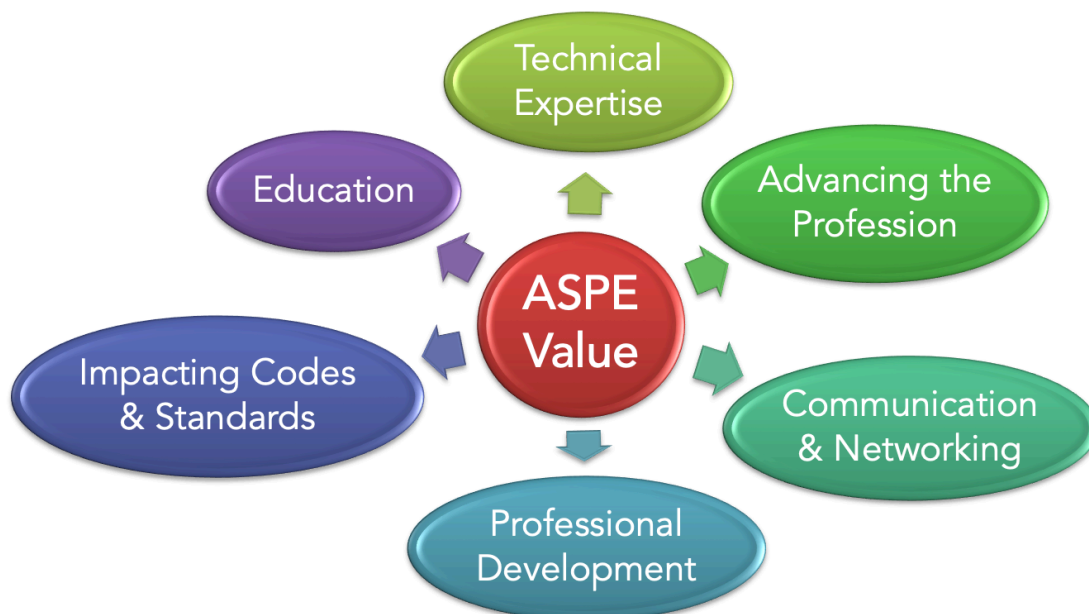 Technical
Expertise
Education
Advancing the
Profession
ASPE
Value
Impacting Codes
& Standards
Communication
& Networking
Professional
Development